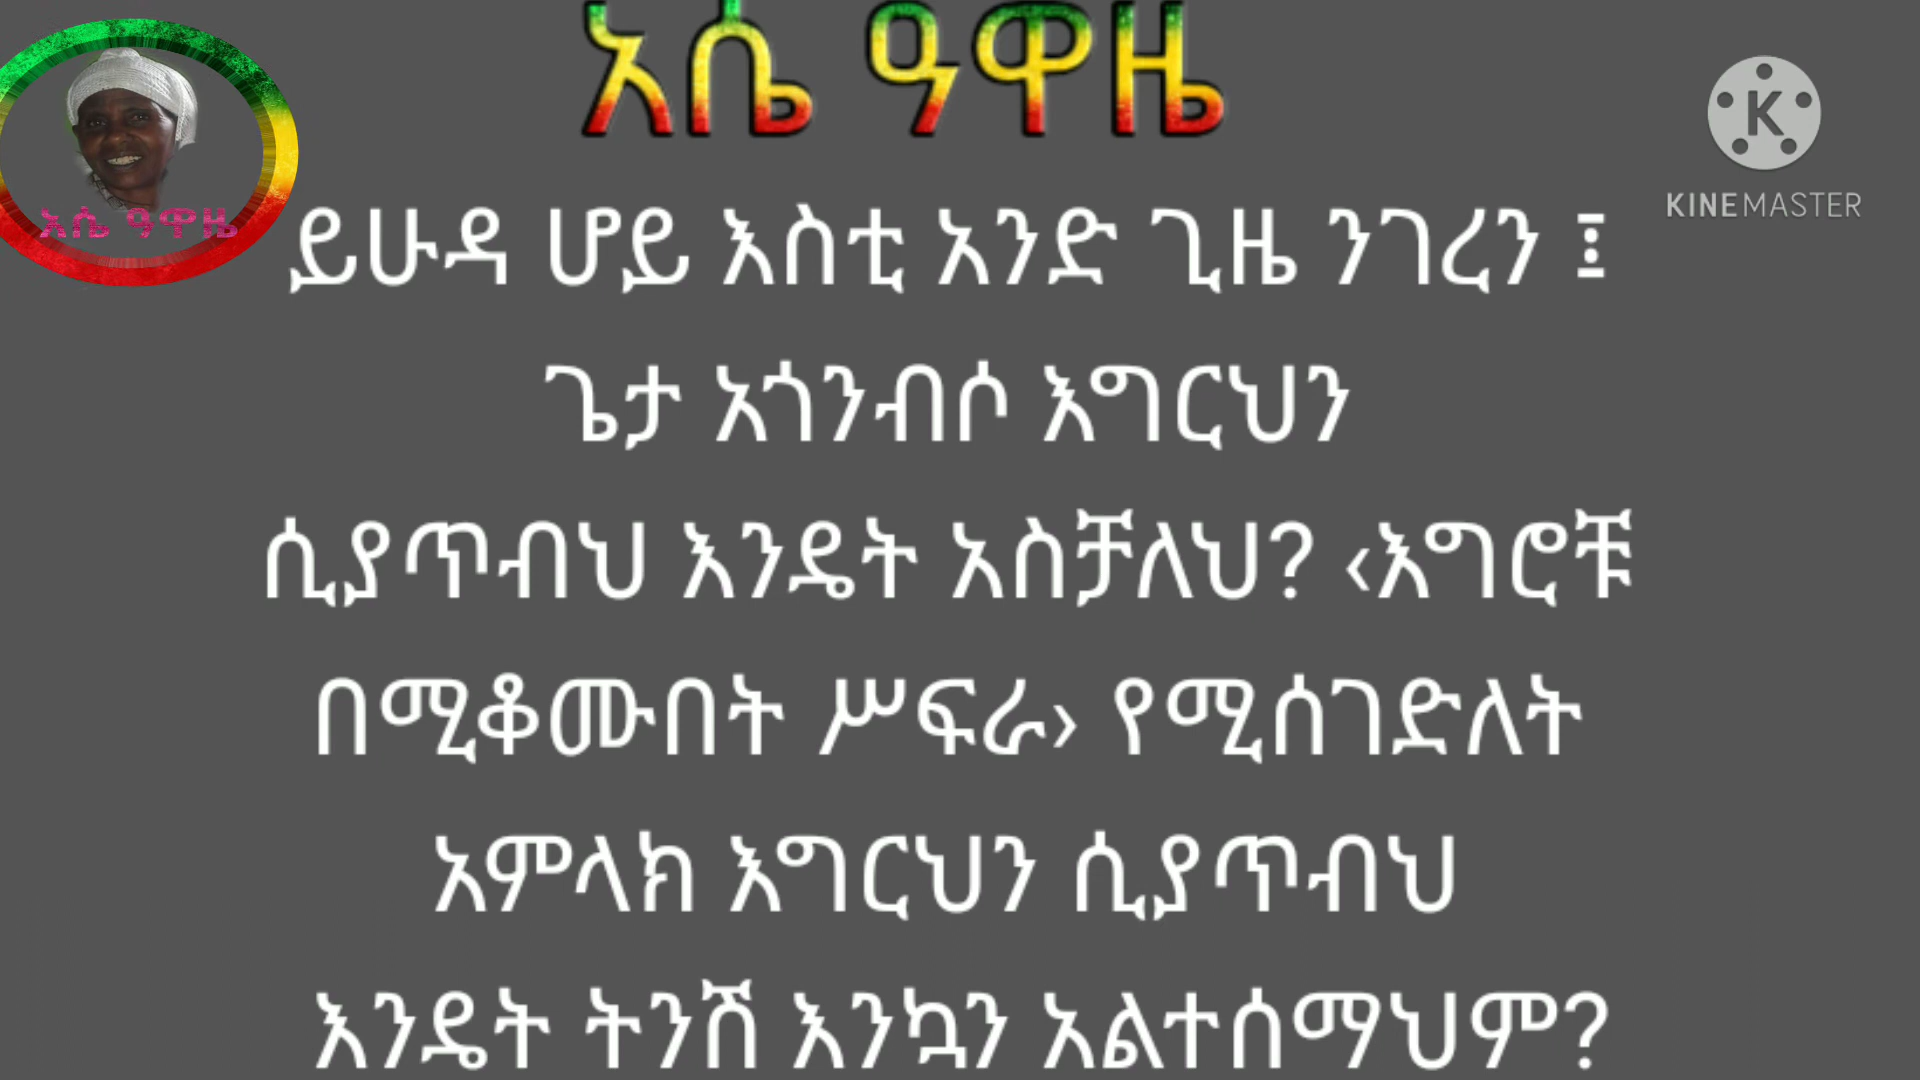 አሴ ዓዋዜ
አሴ ዓዋዜ
KINEMASTER
ይሁዳ ሆይ እስቲ አንድ ጊዜ ንገረን ፤
ጌታ አጎንብሶ እግርህን
ሲያጥብህ እንዴት አስቻለህ? ‹እግሮቹ
በሚቆሙበት ሥፍራ› የሚሰገድለት
አምላክ እግርህን ሲያጥብህ
እንዴት ትንሽ እንኳን አልተሰማህም?